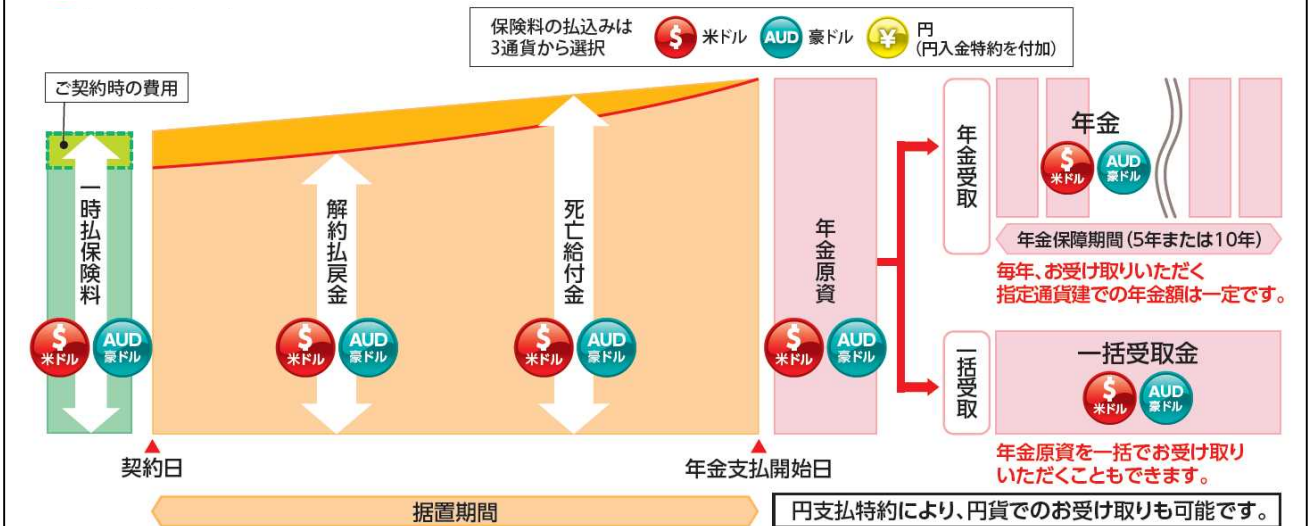 保険料の払込みは
3通貨から選択
$ 米ドル
AUD 豪ドル
¥ 円
(円入金特約を付加)
ご契約時の費用
一時払保険料
$ 米ドル
AUD 豪ドル
解約払戻金
$ 米ドル
AUD 豪ドル
死亡給付金
$ 米ドル
AUD 豪ドル
年金原資
$ 米ドル
AUD 豪ドル
契約日
年金支払開始日
据置期間
年金受取
年金
$ 米ドル
AUD 豪ドル
年金保障期間(5年または10年)
毎年、お受け取りいただく
指定通貨建での年金額は一定です。
一括受取
一括受取金
$ 米ドル
AUD 豪ドル
年金原資を一括でお受け取り
いただくこともできます。
円支払特約により、円貨でのお受け取りも可能です。